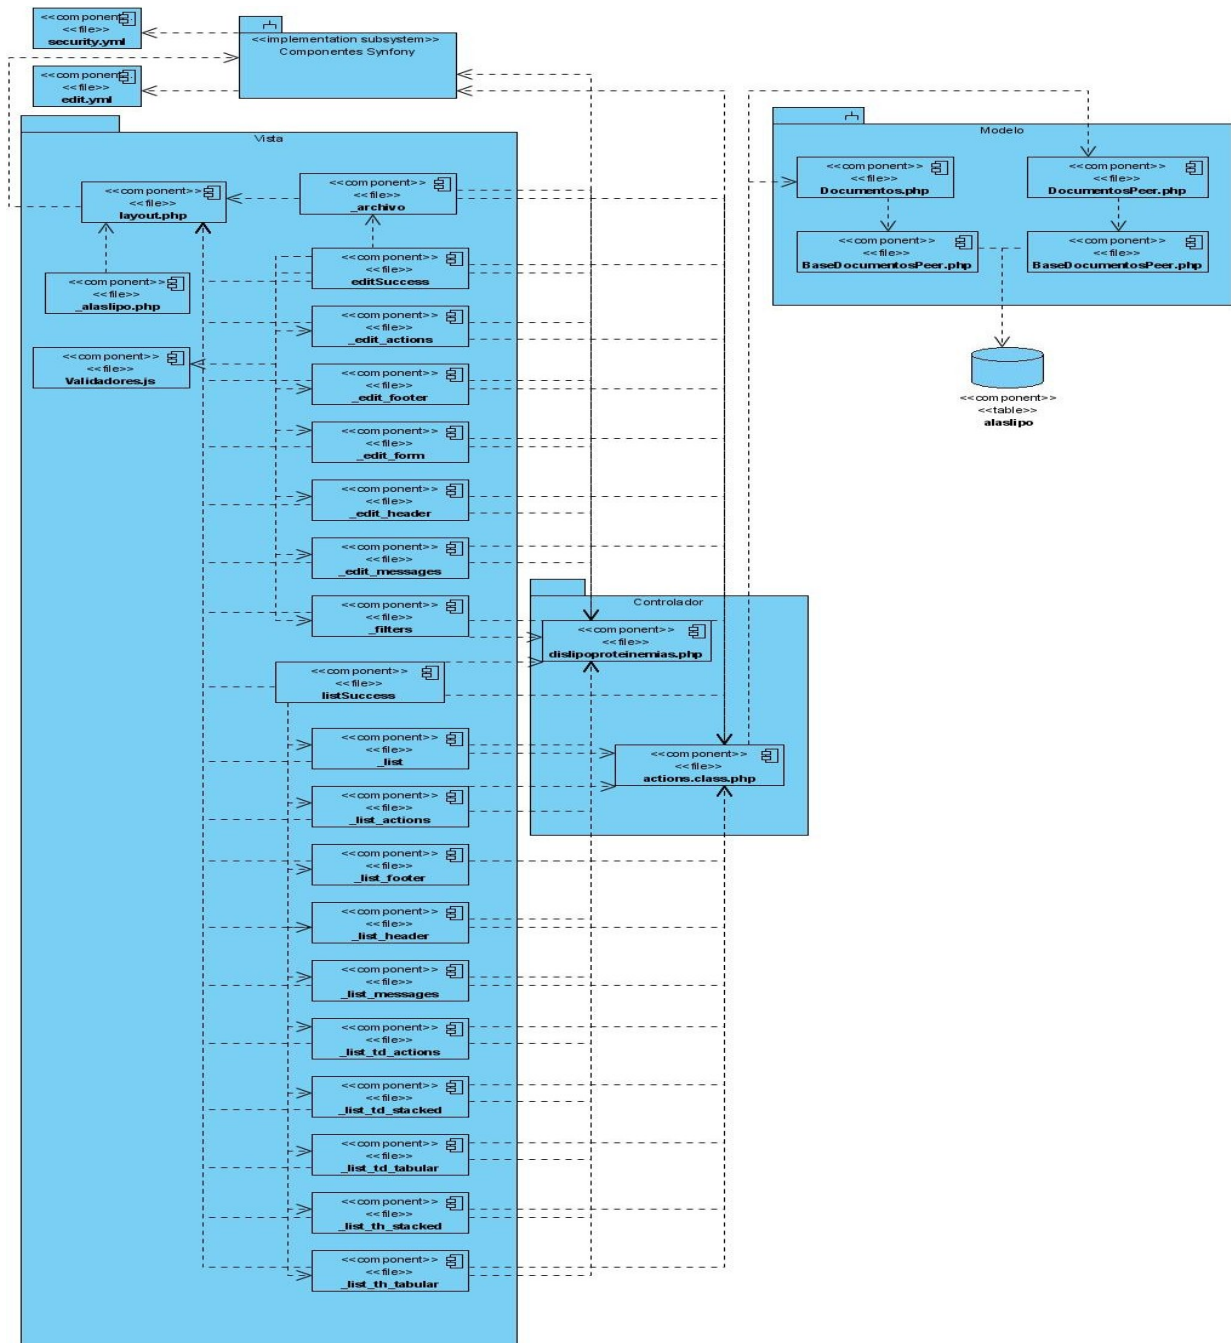 <<component>>
<<file>>
security.yml
<<implementation subsystem>>
Componentes Synfony
<<component>>
<<file>>
edit.yml
Vista
<<component>>
<<file>>
layout.php
<<component>>
<<file>>
_archivo
<<component>>
<<file>>
editSuccess
<<component>>
<<file>>
_alaslipo.php
<<component>>
<<file>>
_edit_actions
<<component>>
<<file>>
Validadores.js
<<component>>
<<file>>
_edit_footer
<<component>>
<<file>>
_edit_form
<<component>>
<<file>>
_edit_header
<<component>>
<<file>>
_edit_messages
<<component>>
<<file>>
_filters
<<component>>
<<file>>
listSuccess
<<component>>
<<file>>
_list
<<component>>
<<file>>
_list_actions
<<component>>
<<file>>
_list_footer
<<component>>
<<file>>
_list_header
<<component>>
<<file>>
_list_messages
<<component>>
<<file>>
_list_td_actions
<<component>>
<<file>>
_list_td_stacked
<<component>>
<<file>>
_list_td_tabular
<<component>>
<<file>>
_list_th_stacked
<<component>>
<<file>>
_list_th_tabular
Controlador
<<component>>
<<file>>
dislipoproteinemias.php
<<component>>
<<file>>
actions.class.php
Modelo
<<component>>
<<file>>
Documentos.php
<<component>>
<<file>>
DocumentosPeer.php
<<component>>
<<file>>
BaseDocumentosPeer.php
<<component>>
<<file>>
BaseDocumentosPeer.php
<<component>>
<<table>>
alaslipo